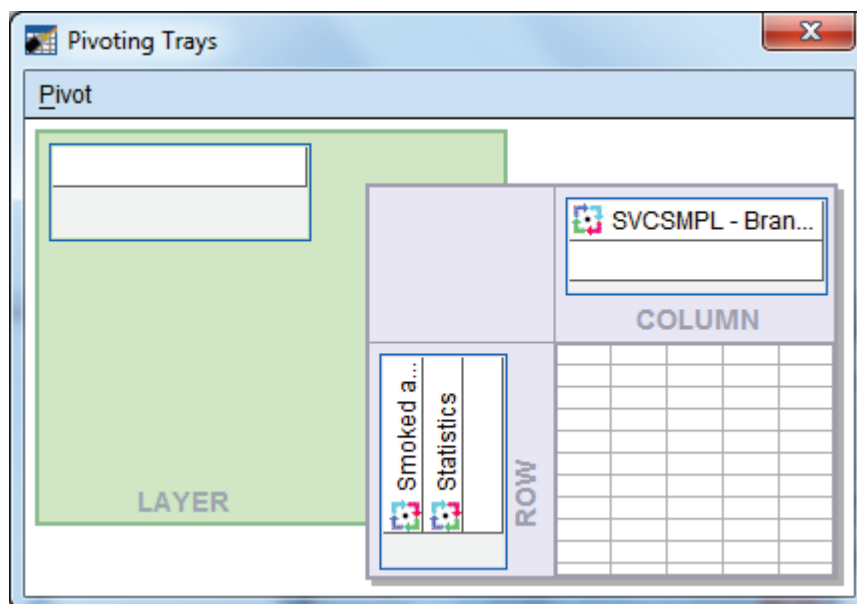 Pivoting Trays
Pivot
SVCSMPL - Bran...
COLUMN
Smoked a...
Statistics
ROW
LAYER